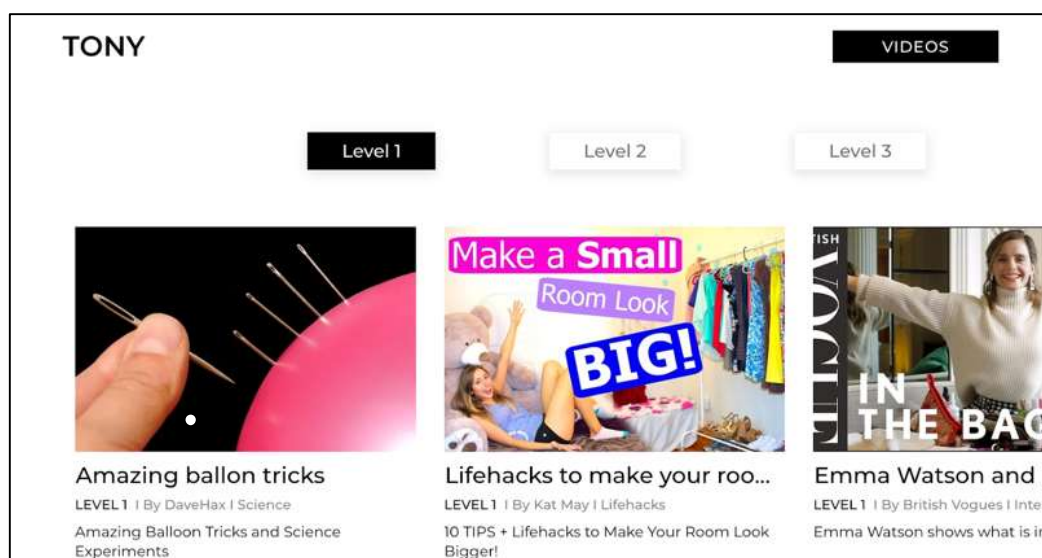 TONY
VIDEOS
Level 1
Level 2
Level 3
Make a Small
Room Look
BIG!
TISH
VOGUE
IN
THE BAG
Amazing ballon tricks
LEVEL 1 I By DaveHax I Science
Amazing Balloon Tricks and Science
Experiments
Lifehacks to make your roo...
LEVEL 1 I By Kat May I Lifehacks
10 TIPS + Lifehacks to Make Your Room Look
Bigger!
Emma Watson and
LEVEL 1 I By British Vogues I Inte
Emma Watson shows what is in